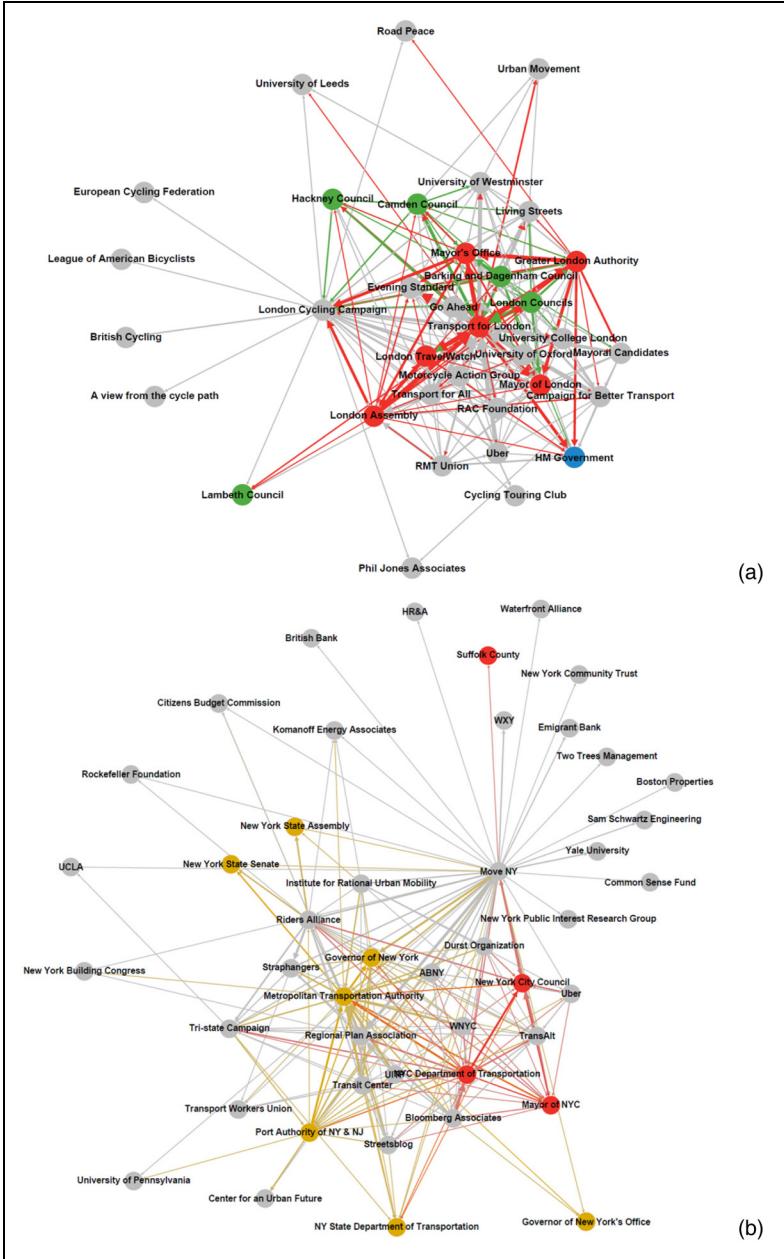 Road Peace
University of Leeds
Urban Movement
European Cycling Federation
University of Westminster
Hackney Council
Camden Council
Living Streets
League of American Bicyclists
Mayor's Office
Greater London Authority
Barking and Dagenham Council
Evening Standard
London Cycling Campaign
Go Ahead
London Councils
British Cycling
Transport for London
University College London
London TravelWatch
University of Oxford
Mayoral Candidates
Motorcycle Action Group
Mayor of London
A view from the cycle path
Transport for All
Campaign for Better Transport
London Assembly
RAC Foundation
Uber
HM Government
RMT Union
Lambeth Council
Cycling Touring Club
Phil Jones Associates
(a)
HR&A
Waterfront Alliance
British Bank
Suffolk County
New York Community Trust
Citizens Budget Commission
WXY
Komanoff Energy Associates
Emigrant Bank
Two Trees Management
Rockefeller Foundation
Boston Properties
New York State Assembly
Sam Schwartz Engineering
Yale University
New York State Senate
UCLA
Move NY
Institute for Rational Urban Mobility
Common Sense Fund
Riders Alliance
New York Public Interest Research Group
Durst Organization
Governor of New York
Straphangers
ABNY
New York Building Congress
New York City Council
Metropolitan Transportation Authority
Uber
Tri-state Campaign
WNYC
Regional Plan Association
TransAlt
NYC Department of Transportation
Transit Center
Transport Workers Union
Mayor of NYC
Bloomberg Associates
Port Authority of NY & NJ
Streetsblog
University of Pennsylvania
Center for an Urban Future
NY State Department of Transportation
Governor of New York's Office
(b)